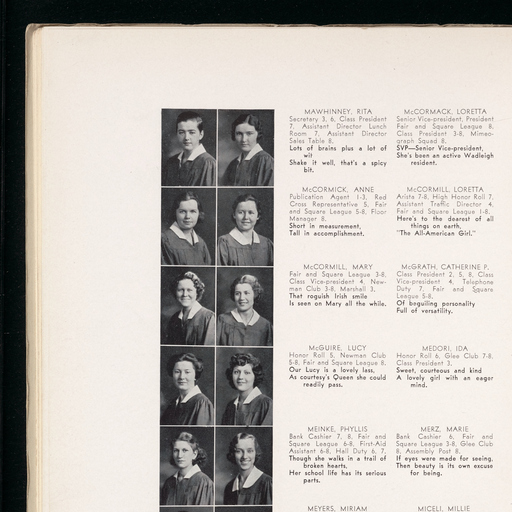 MAWHINNEY, RITA
Secretary 3, 6, Class President
7, Assistant Director Lunch
Room 7, Assistant Director
Sales Table 8.
Lots of brains plus a lot of
wit
Shake it well, that's a spicy
bit.
McCORMACK, LORETTA
Senior Vice-president, President
Fair and Square League 8,
Class President 3-8, Mimeo-
graph Squad 8.
SVP—Senior Vice-president,
She's been an active Wadleigh
resident.
McCORMICK, ANNE
Publication Agent 1-3, Red
Cross Representative 5, Fair
and Square League 5-8, Floor
Manager 8.
Short in measurement,
Tall in accomplishment.
McCORMILL, LORETTA
Arista 7-8, High Honor Roll 7,
Assistant Traffic Director 4,
Fair and Square League 1-8.
Here's to the dearest of all
things on earth,
"The All-American Girl."
McCORMILL, MARY
Fair and Square League 3-8,
Class Vice-president 4, New-
man Club 3-8, Marshall 3.
That roguish Irish smile
Is seen on Mary all the while.
McGRATH, CATHERINE P.
Class President 2, 5, 8, Class
Vice-president 4, Telephone
Duty 7, Fair and Square
League 5-8.
Of beguiling personality
Full of versatility.
McGUIRE, LUCY
Honor Roll 5, Newman Club
5-8, Fair and Square League 8.
Our Lucy is a lovely lass,
As courtesy's Queen she could
readily pass.
MEDORI, IDA
Honor Roll 6, Glee Club 7-8,
Class President 3.
Sweet, courteous and kind
A lovely girl with an eager
mind.
MEINKE, PHYLLIS
Bank Cashier 7, 8, Fair and
Square League 6-8, First-Aid
Assistant 6-8, Hall Duty 6, 7.
Though she walks in a trail of
broken hearts,
Her school life has its serious
parts.
MERZ, MARIE
Bank Cashier 6, Fair and
Square League 3-8, Glee Club
8, Assembly Post 8.
If eyes were made for seeing,
Then beauty is its own excuse
for being.
MEYERS, MIRIAM
MICELI, MILLIE